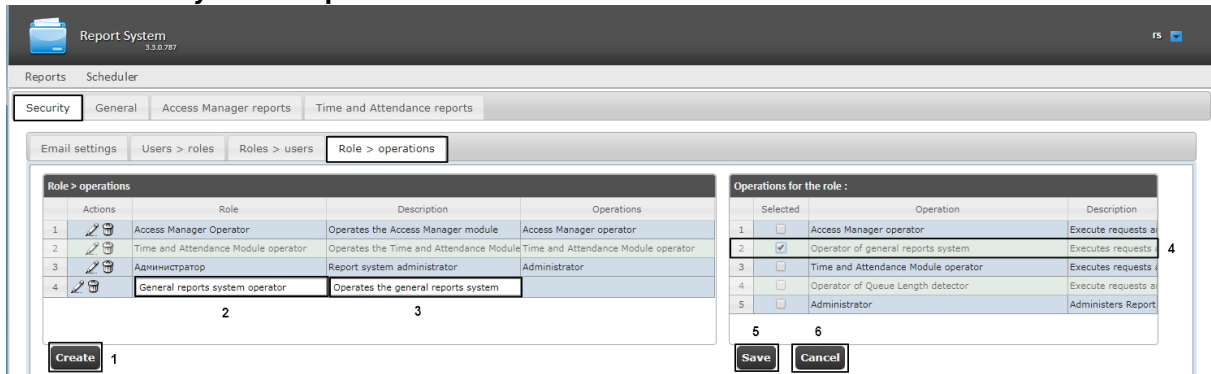 Report System
3.3.0.787
rs
Reports Scheduler
Security General Access Manager reports Time and Attendance reports
Email settings Users > roles Roles > users Role > operations
Role > operations
Actions Role Description Operations
1 Access Manager Operator Operates the Access Manager module Access Manager operator
2 Time and Attendance Module operator Operates the Time and Attendance Module Time and Attendance Module operator
3 Администратор Report system administrator Administrator
4 General reports system operator Operates the general reports system
2 3
Create 1
Operations for the role :
Selected Operation Description
1 Access Manager operator Execute requests
2 Operator of general reports system Executes requests 4
3 Time and Attendance Module operator Executes requests
4 Operator of Queue Length detector Execute requests
5 Administrator Administers Report
5 6
Save Cancel